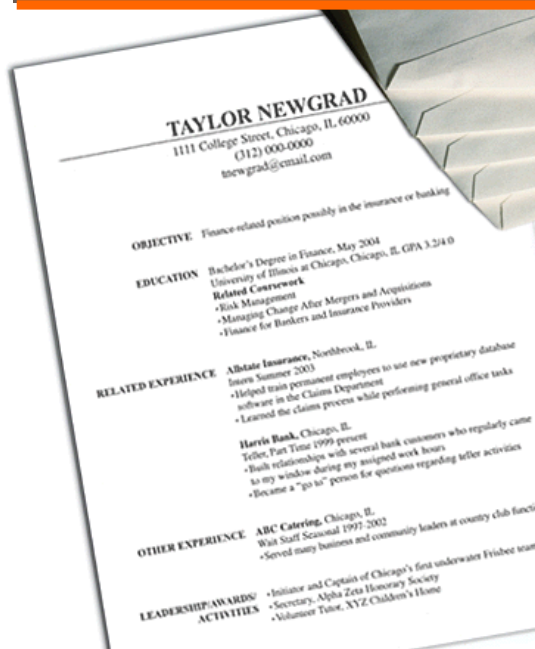 TAYLOR NEWGRAD
1111 College Street, Chicago, IL 60000
(312) 000-0000
tnewgrad@email.com
OBJECTIVE Finance-related position possibly in the insurance or banking
EDUCATION Bachelor's Degree in Finance, May 2004
University of Illinois at Chicago, Chicago, IL GPA 3.2/4.0
Related Coursework
•Risk Management
•Managing Change After Mergers and Acquisitions
•Finance for Bankers and Insurance Providers
RELATED EXPERIENCE Allstate Insurance, Northbrook, IL
Intern Summer 2003
•Helped train permanent employees to use new proprietary database
software in the Claims Department
•Learned the claims process while performing general office tasks
Harris Bank, Chicago, IL
Teller, Part Time 1999-present
•Built relationships with several bank customers who regularly came
to my window during my assigned work hours
•Became a "go to" person for questions regarding teller activities
OTHER EXPERIENCE ABC Catering, Chicago, IL
Wait Staff Seasonal 1997-2002
•Served many business and community leaders at country club functi
LEADERSHIP/AWARDS/ •Initiator and Captain of Chicago's first underwater Frisbee team
ACTIVITIES •Secretary, Alpha Zeta Honorary Society
•Volunteer Tutor, XYZ Children's Home